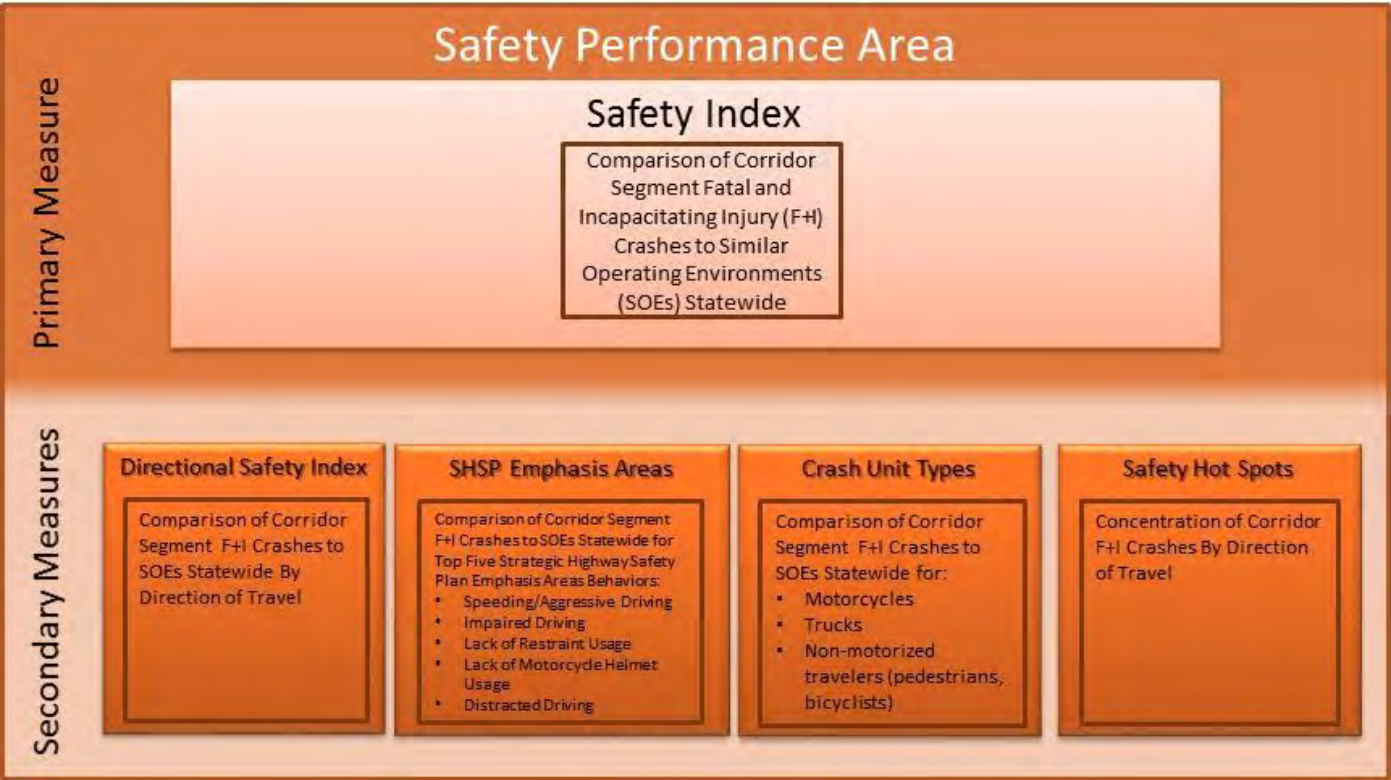 Safety Performance Area
Primary Measure
Safety Index
Comparison of Corridor
Segment Fatal and
Incapacitating Injury (F+I)
Crashes to Similar
Operating Environments
(SOEs) Statewide
Secondary Measures
Directional Safety Index
Comparison of Corridor
Segment F+I Crashes to
SOEs Statewide By
Direction of Travel
SHSP Emphasis Areas
Comparison of Corridor Segment
F+I Crashes to SOEs Statewide for
Top Five Strategic Highway Safety
Plan Emphasis Areas Behaviors:
• Speeding/Aggressive Driving
• Impaired Driving
• Lack of Restraint Usage
• Lack of Motorcycle Helmet
Usage
• Distracted Driving
Crash Unit Types
Comparison of Corridor
Segment F+I Crashes to
SOEs Statewide for:
• Motorcycles
• Trucks
• Non-motorized
travelers (pedestrians,
bicyclists)
Safety Hot Spots
Concentration of Corridor
F+I Crashes By Direction
of Travel